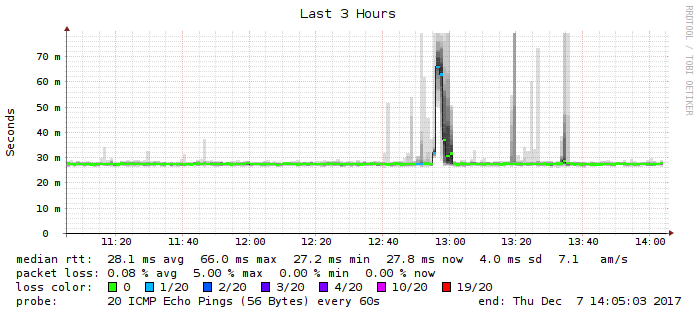 Last 3 Hours
RRDTOOL / TOBI OETIKER
Seconds
70 m
60 m
50 m
40 m
30 m
20 m
10 m
0
11:20 11:40 12:00 12:20 12:40 13:00 13:20 13:40 14:00
median rtt: 28.1 ms avg 66.0 ms max 27.2 ms min 27.8 ms now 4.0 ms sd 7.1 am/s
packet loss: 0.08 % avg 5.00 % max 0.00 % min 0.00 % now
loss color: 0 1/20 2/20 3/20 4/20 10/20 19/20
probe: 20 ICMP Echo Pings (56 Bytes) every 60s end: Thu Dec 7 14:05:03 2017